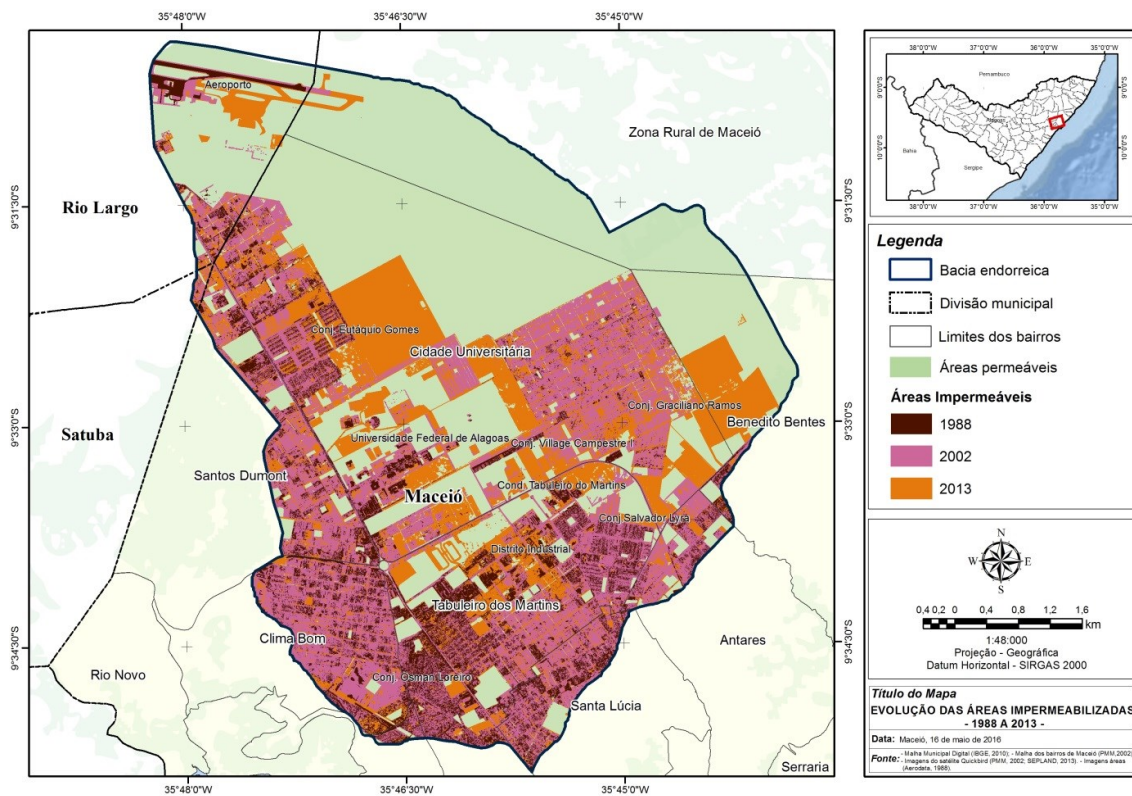 35°48'0"W
35°46'30"W
35°45'0"W
9°31'30"S
9°33'00"S
9°34'30"S
Aeroporto
Zona Rural de Maceió
Rio Largo
Conj. Eutáquio Gomes
Cidade Universitária
Conj. Graciliano Ramos
Benedito Bentes
Universidade Federal de Alagoas
Conj. Village Campestre I
Satuba
Santos Dumont
Cond. Tabuleiro do Martins
Maceió
Conj Salvador Lyra
Distrito Industrial
Tabuleiro dos Martins
Clima Bom
Antares
Rio Novo
Conj. Osman Loreiro
Santa Lúcia
Serraria
9°31'30"S
9°33'00"S
9°34'30"S
35°48'0"W
35°46'30"W
35°45'0"W
38°0'0"W
37°0'0"W
36°0'0"W
35°0'0"W
Pernambuco
Alagoas
Bahia
Sergipe
9°0'0"S
10°0'0"S
9°0'0"S
10°0'0"S
38°0'0"W
37°0'0"W
36°0'0"W
35°0'0"W
Legenda
Bacia endorreica
Divisão municipal
Limites dos bairros
Áreas permeáveis
Áreas Impermeáveis
1988
2002
2013
N
W
E
S
0,4 0,2 0 0,4 0,8 1,2 1,6
km
1:48:000
Projeção - Geográfica
Datum Horizontal - SIRGAS 2000
Título do Mapa
EVOLUÇÃO DAS ÁREAS IMPERMEABILIZADAS
- 1988 A 2013 -
Data: Maceió, 16 de maio de 2016
Fonte: - Malha Municipal Digital (IBGE, 2010); - Malha dos bairros de Maceió (PMM,2002)
- Imagens do satélite Quickbird (PMM, 2002; SEPLAND, 2013). - Imagens áreas
(Aerodata, 1988).